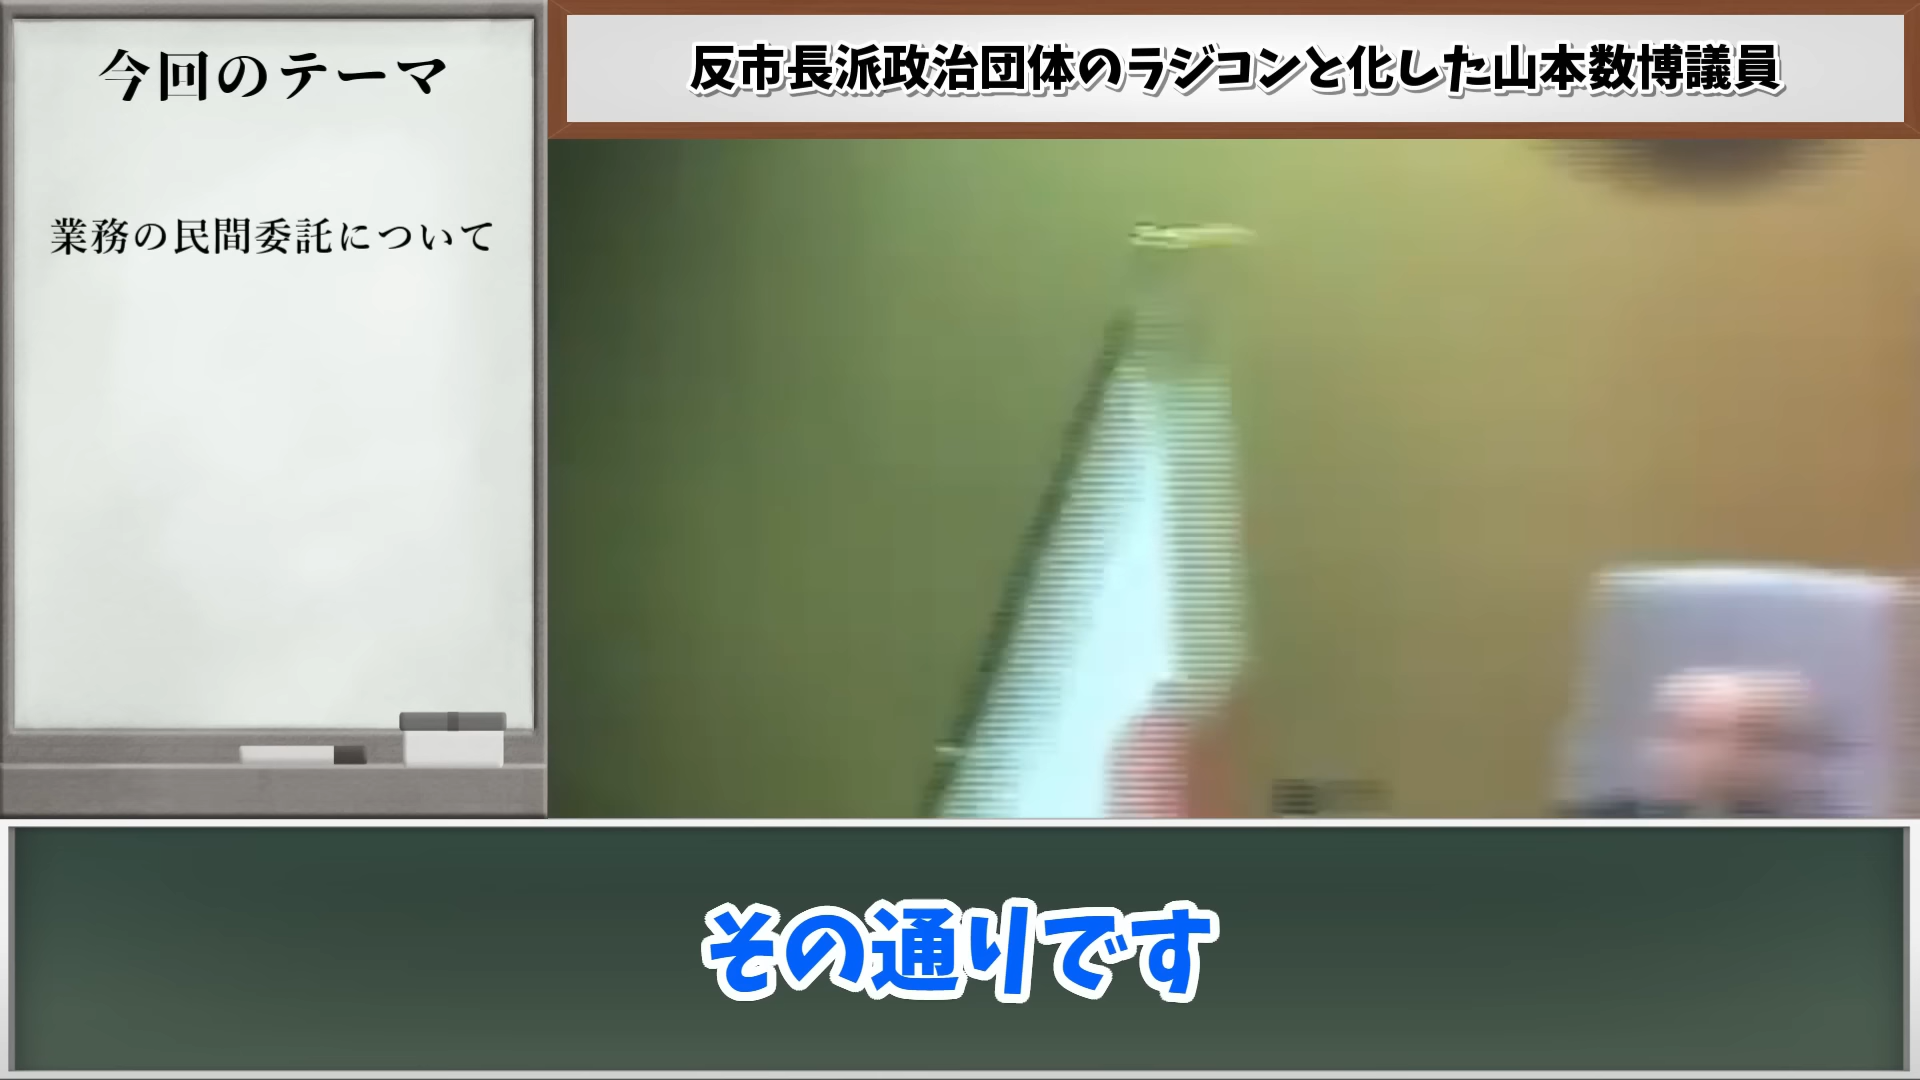 今回のテーマ
業務の民間委託について
反市長派政治団体のラジコンと化した山本数博議員
その通りです